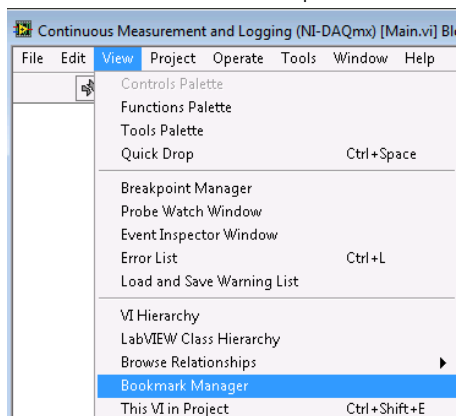 Continuous Measurement and Logging (NI-DAQmx) [Main.vi] Bl
File Edit View Project Operate Tools Window Help
Controls Palette
Functions Palette
Tools Palette
Quick Drop Ctrl+Space
Breakpoint Manager
Probe Watch Window
Event Inspector Window
Error List Ctrl+L
Load and Save Warning List
VI Hierarchy
LabVIEW Class Hierarchy
Browse Relationships
Bookmark Manager
This VI in Project Ctrl+Shift+E